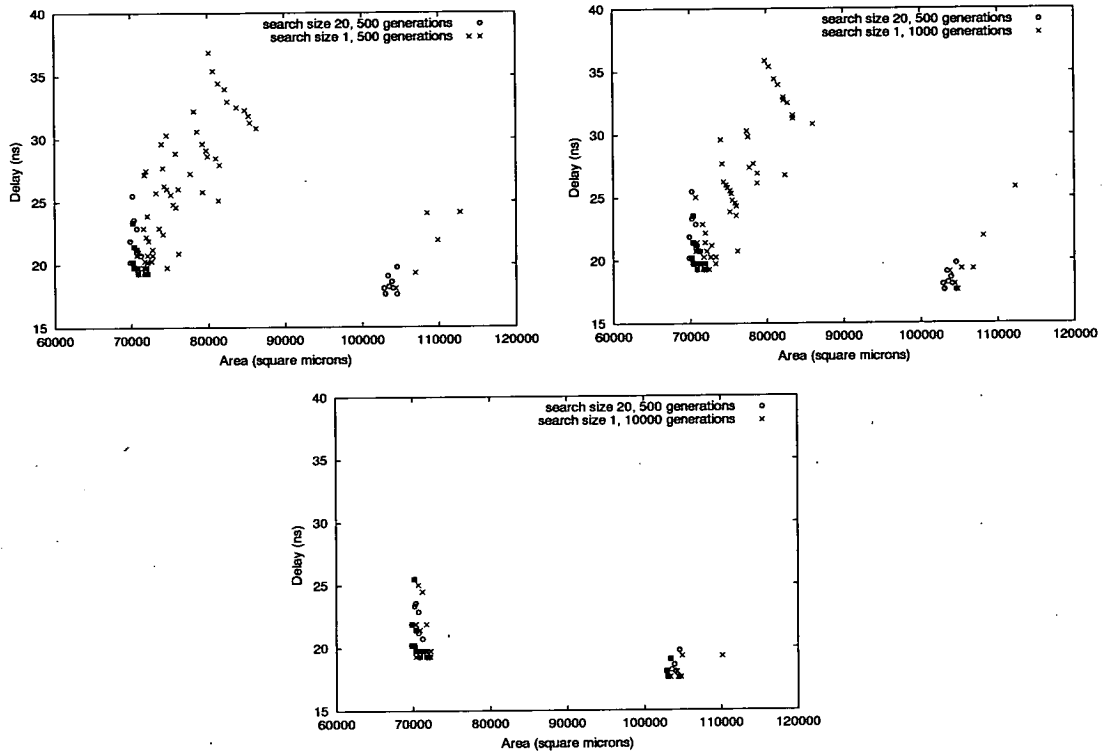 search size 20, 500 generations
search size 1, 500 generations
40
35
30
25
20
15
Delay (ns)
60000 70000 80000 90000 100000 110000 120000
Area (square microns)
search size 20, 500 generations
search size 1, 1000 generations
40
35
30
25
20
15
Delay (ns)
60000 70000 80000 90000 100000 110000 120000
Area (square microns)
search size 20, 500 generations
search size 1, 10000 generations
40
35
30
25
20
15
Delay (ns)
60000 70000 80000 90000 100000 110000 120000
Area (square microns)